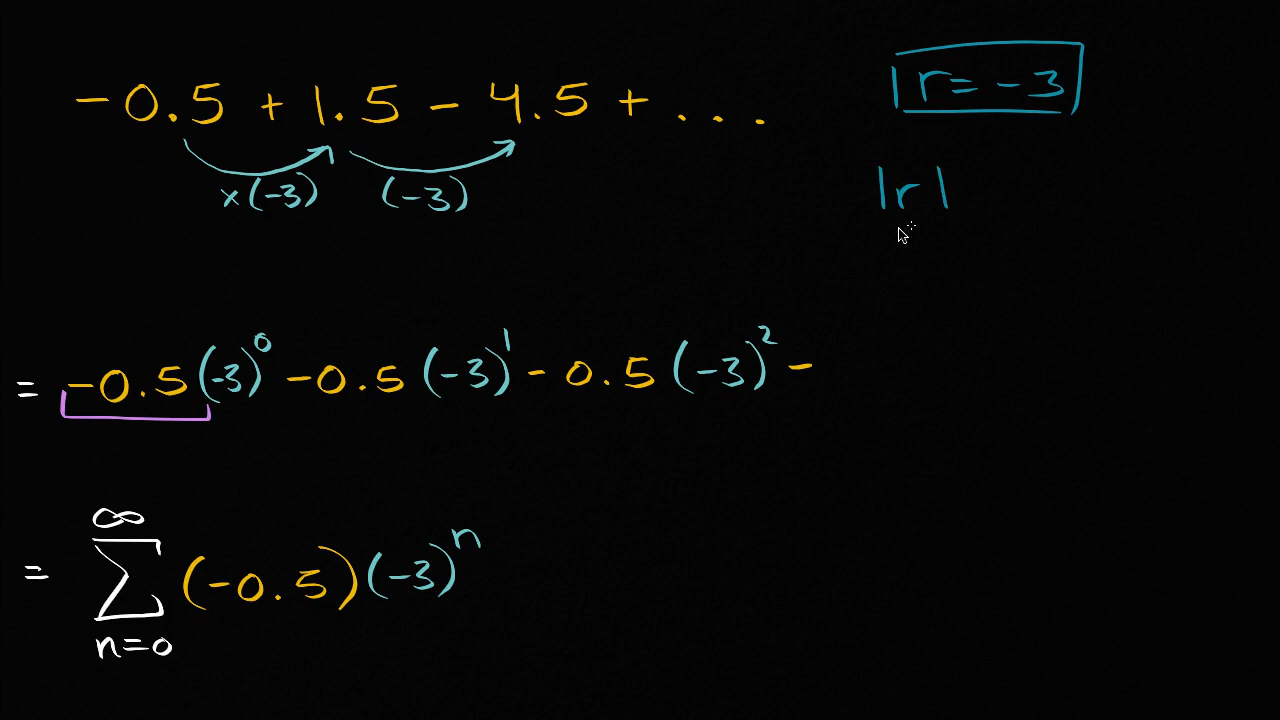 -0.5 + 1.5 - 4.5 + ...
r = -3
×(-3) (-3)
|r|
= -0.5(-3)^0 -0.5(-3)^1 - 0.5(-3)^2 -
= ∞ ∑ n=0 (-0.5)(-3)^n